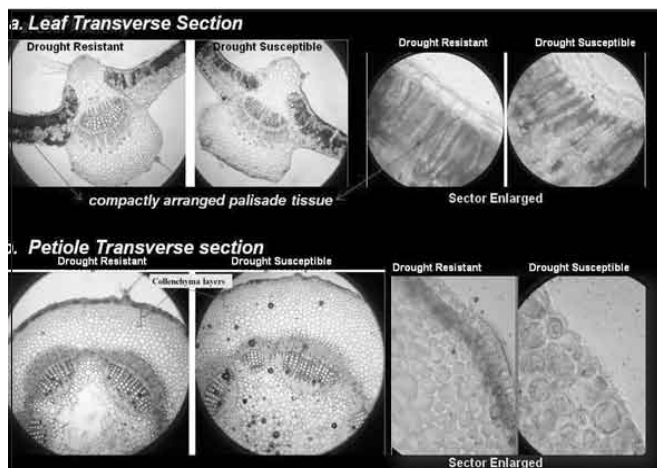 a. Leaf Transverse Section
Drought Resistant
Drought Susceptible
Drought Resistant
Drought Susceptible
compactly arranged palisade tissue
Sector Enlarged
Petiole Transverse section
Drought Resistant
Drought Susceptible
Drought Resistant
Drought Susceptible
Collenchyma layers
Sector Enlarged